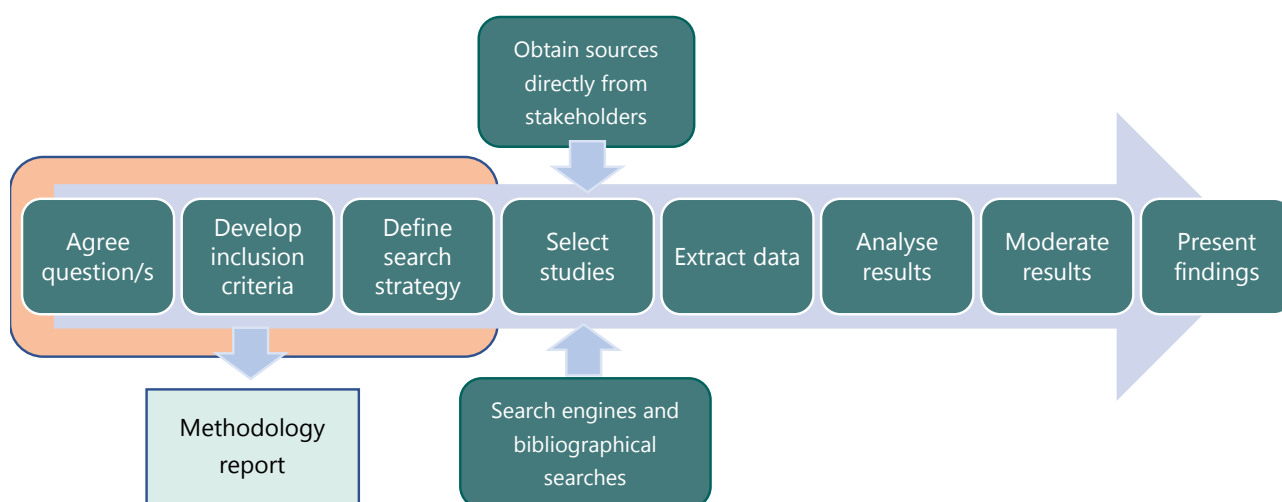 Obtain sources
directly from
stakeholders
Agree
question/s
Develop
inclusion
criteria
Define
search
strategy
Select
studies
Extract data
Analyse
results
Moderate
results
Present
findings
Methodology
report
Search engines and
bibliographical
searches